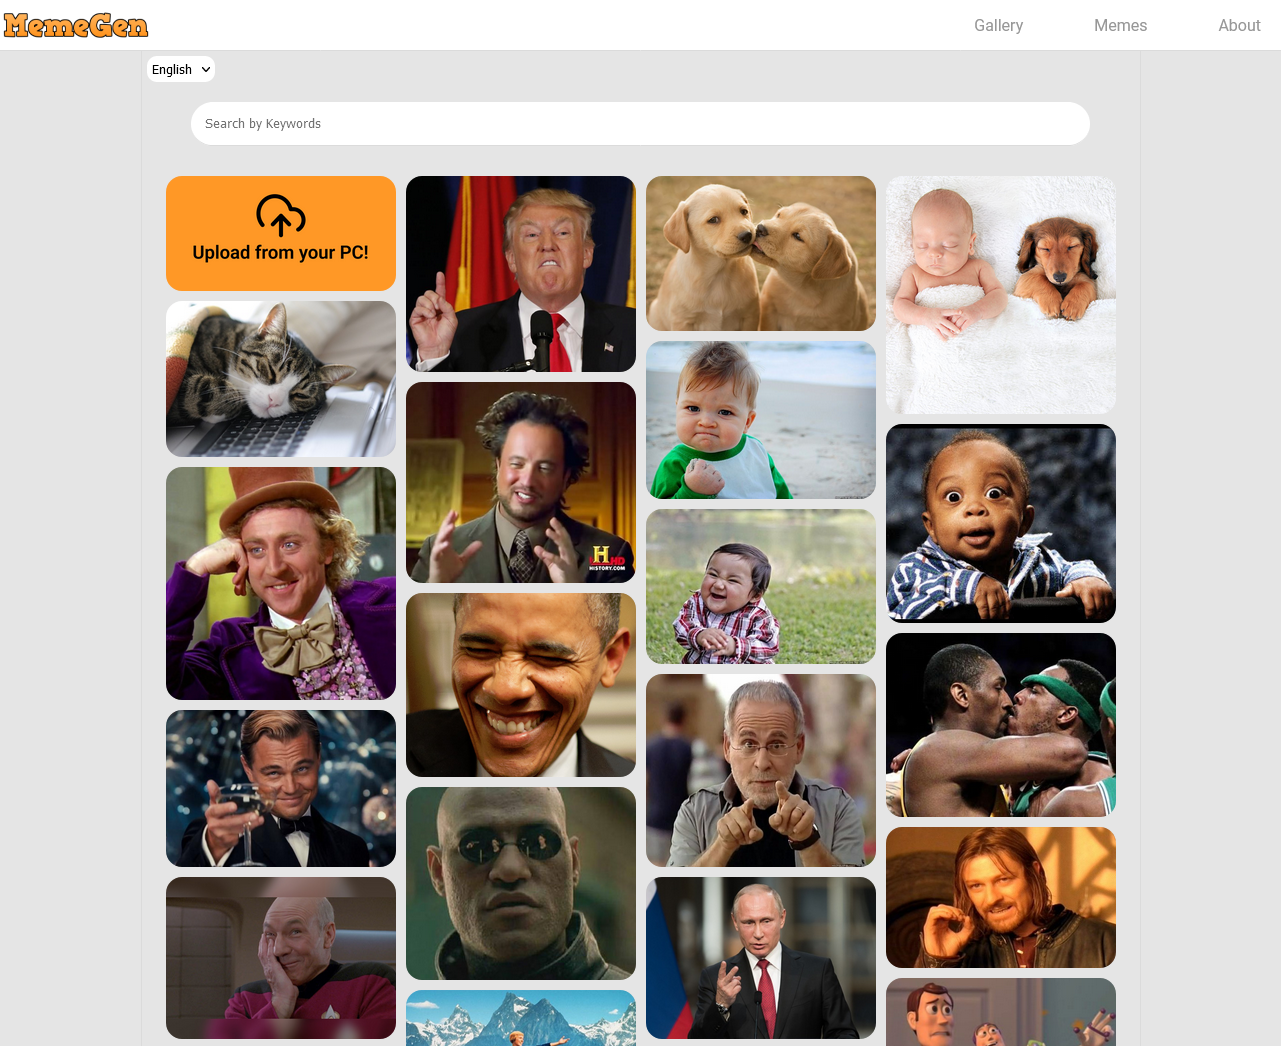 MemeGen
Gallery
Memes
About
English
Search by Keywords
Upload from your PC!
H HD
HISTORY.COM